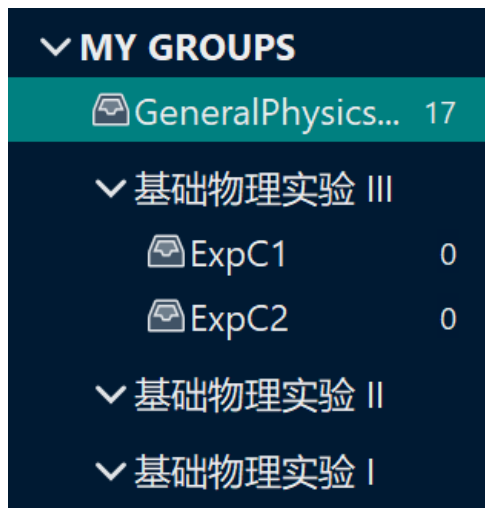 MY GROUPS
GeneralPhysics... 17
基础物理实验 III
ExpC1 0
ExpC2 0
基础物理实验 II
基础物理实验 I